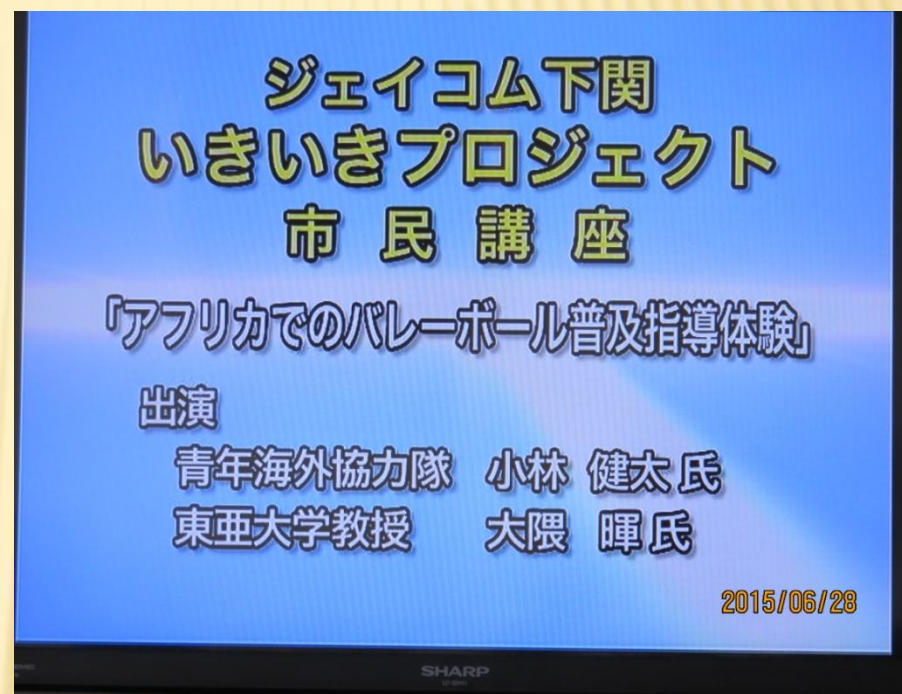 ジェイコム下関
いきいきプロジェクト
市民講座
「アフリカでのバレーボール普及指導体験」
出演
青年海外協力隊 小林 健太 氏
東亜大学教授 大隈 暉 氏
2015/06/28
SHARP